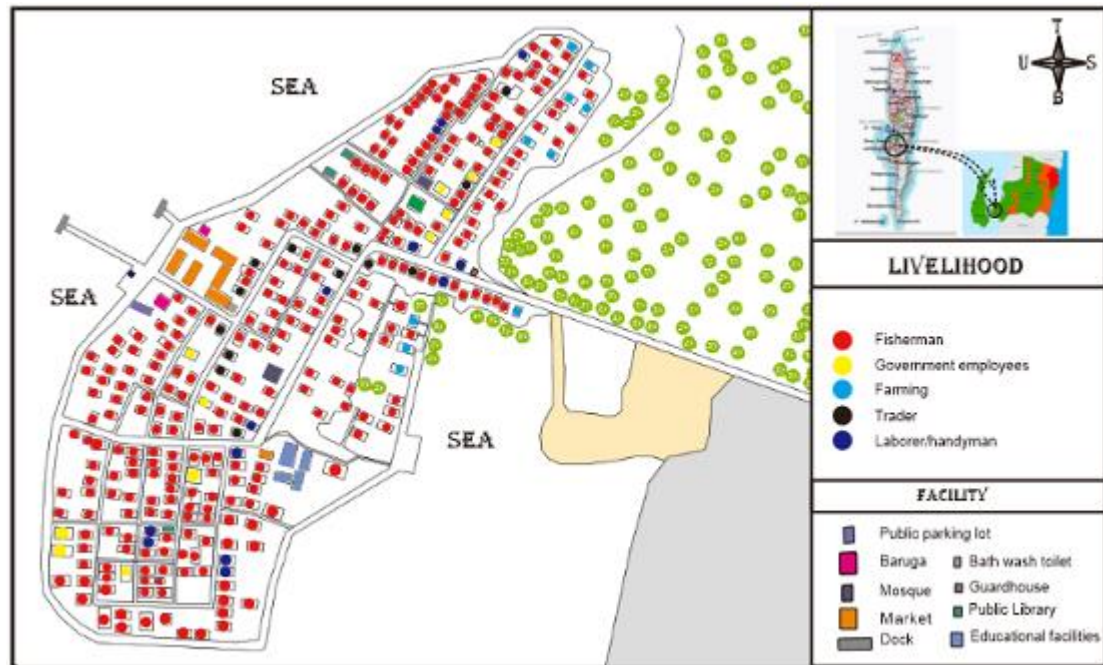 SEA
SEA
SEA
T
U S
B
LIVELIHOOD
Fisherman
Government employees
Farming
Trader
Laborer/handyman
FACILITY
Public parking lot
Baruga
Bath wash toilet
Mosque
Guardhouse
Market
Public Library
Dock
Educational facilities